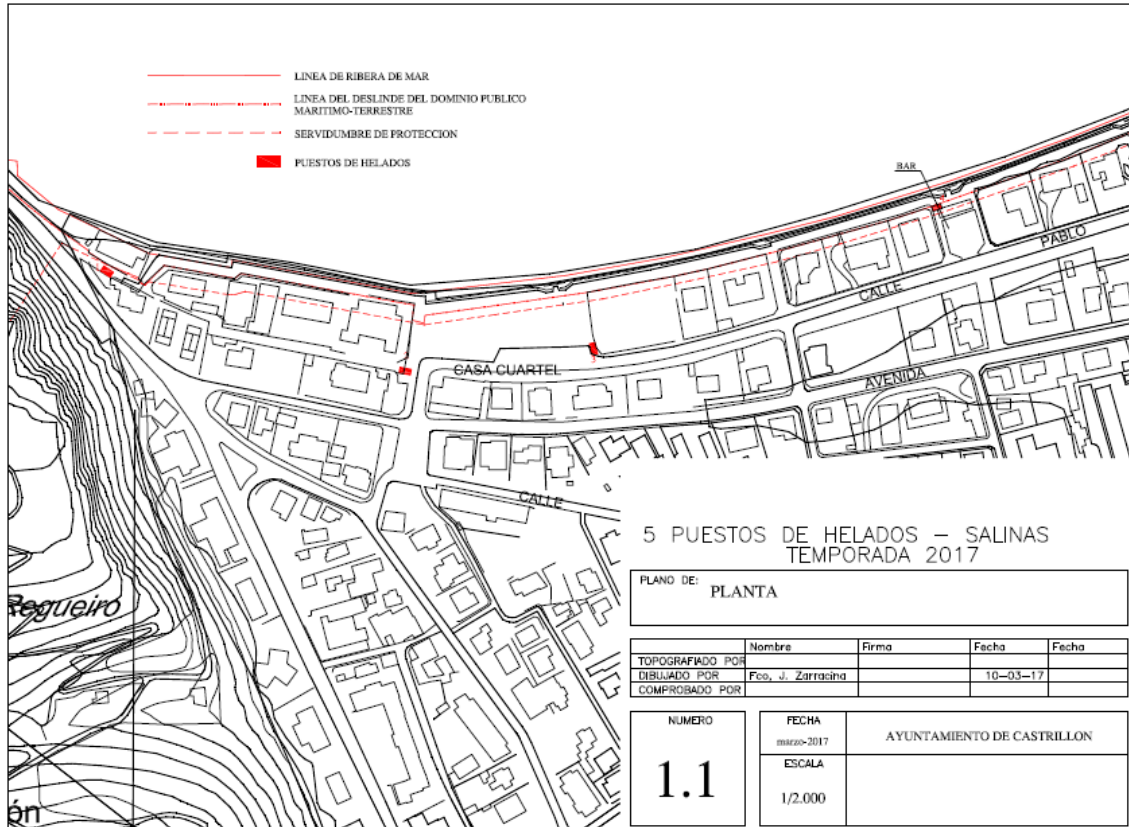 LINEA DE RIBERA DE MAR
LINEA DEL DESLINDE DEL DOMINIO PUBLICO
MARITIMO-TERRESTRE
SERVIDUMBRE DE PROTECCION
PUESTOS DE HELADOS
BAR
PABLO
CALLE
CASA CUARTEL
AVENIDA
CALLE
Regueiro
ón
5 PUESTOS DE HELADOS – SALINAS
TEMPORADA 2017
PLANO DE: PLANTA
Nombre Firma Fecha Fecha
TOPOGRAFIADO POR
DIBUJADO POR Fco, J. Zarracina 10–03–17
COMPROBADO POR
NUMERO
1.1
FECHA
marzo-2017
AYUNTAMIENTO DE CASTRILLON
ESCALA
1/2.000